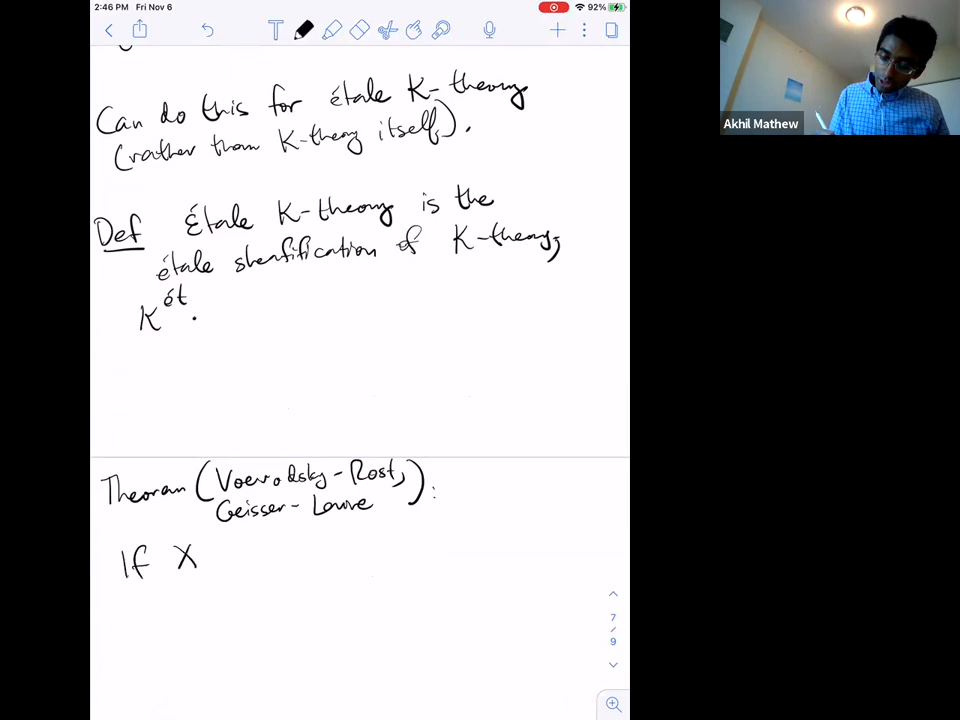 2:46 PM Fri Nov 6
92%
Can do this for étale K-theory
(rather than K-theory itself).
Def Étale K-theory is the
étale sheafification of K-theory,
K^ét.
Theorem (Voevodsky-Rost,
Geisser-Levine):
If X
7
/
9
Akhil Mathew